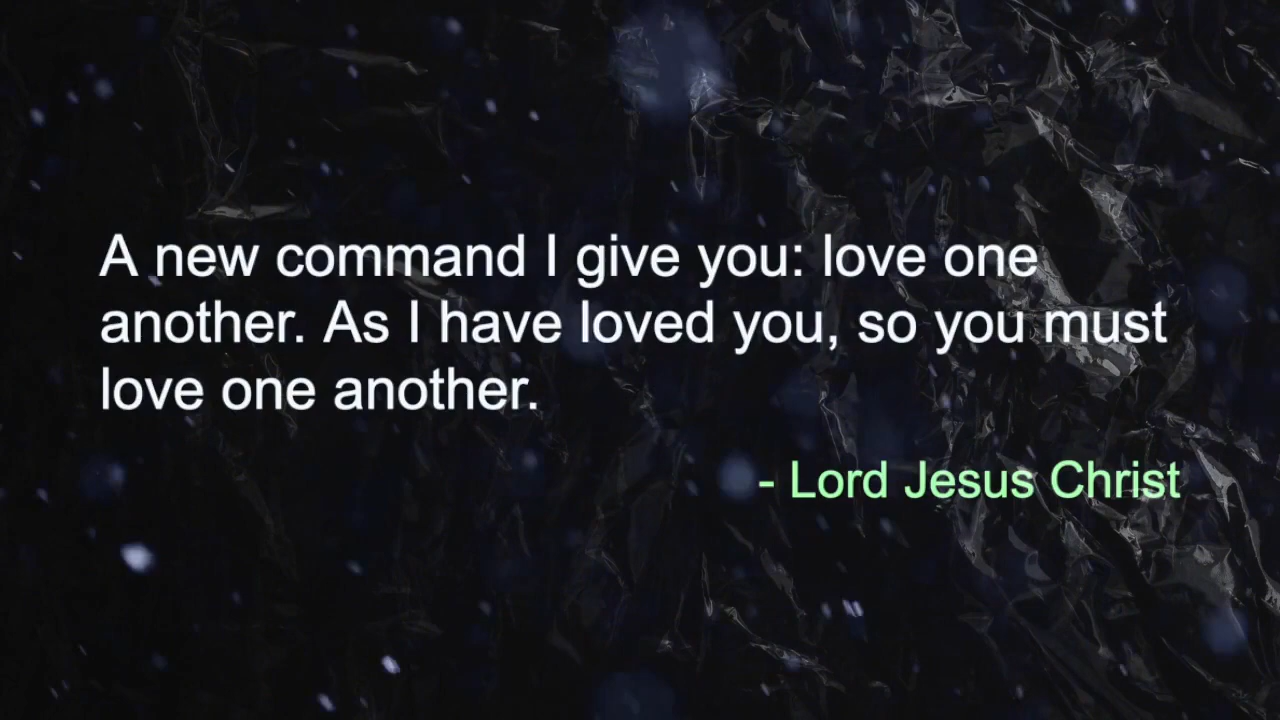 A new command I give you: love one
another. As I have loved you, so you must
love one another.
- Lord Jesus Christ